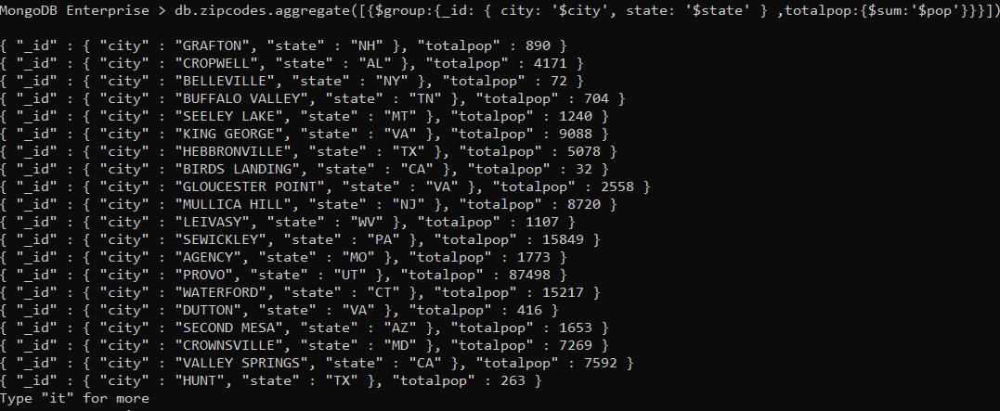 MongoDB Enterprise > db.zipcodes.aggregate([{$group:{_id: { city: '$city', state: '$state' } ,totalpop:{$sum:'$pop'}}}])
{ "_id" : { "city" : "GRAFTON", "state" : "NH" }, "totalpop" : 890 }
{ "_id" : { "city" : "CROPWELL", "state" : "AL" }, "totalpop" : 4171 }
{ "_id" : { "city" : "BELLEVILLE", "state" : "NY" }, "totalpop" : 72 }
{ "_id" : { "city" : "BUFFALO VALLEY", "state" : "TN" }, "totalpop" : 704 }
{ "_id" : { "city" : "SEELEY LAKE", "state" : "MT" }, "totalpop" : 1240 }
{ "_id" : { "city" : "KING GEORGE", "state" : "VA" }, "totalpop" : 9088 }
{ "_id" : { "city" : "HEBBRONVILLE", "state" : "TX" }, "totalpop" : 5078 }
{ "_id" : { "city" : "BIRDS LANDING", "state" : "CA" }, "totalpop" : 32 }
{ "_id" : { "city" : "GLOUCESTER POINT", "state" : "VA" }, "totalpop" : 2558 }
{ "_id" : { "city" : "MULLICA HILL", "state" : "NJ" }, "totalpop" : 8720 }
{ "_id" : { "city" : "LEIVASY", "state" : "WV" }, "totalpop" : 1107 }
{ "_id" : { "city" : "SEWICKLEY", "state" : "PA" }, "totalpop" : 15849 }
{ "_id" : { "city" : "AGENCY", "state" : "MO" }, "totalpop" : 1773 }
{ "_id" : { "city" : "PROVO", "state" : "UT" }, "totalpop" : 87498 }
{ "_id" : { "city" : "WATERFORD", "state" : "CT" }, "totalpop" : 15217 }
{ "_id" : { "city" : "DUTTON", "state" : "VA" }, "totalpop" : 416 }
{ "_id" : { "city" : "SECOND MESA", "state" : "AZ" }, "totalpop" : 1653 }
{ "_id" : { "city" : "CROWNSVILLE", "state" : "MD" }, "totalpop" : 7269 }
{ "_id" : { "city" : "VALLEY SPRINGS", "state" : "CA" }, "totalpop" : 7592 }
{ "_id" : { "city" : "HUNT", "state" : "TX" }, "totalpop" : 263 }
Type "it" for more